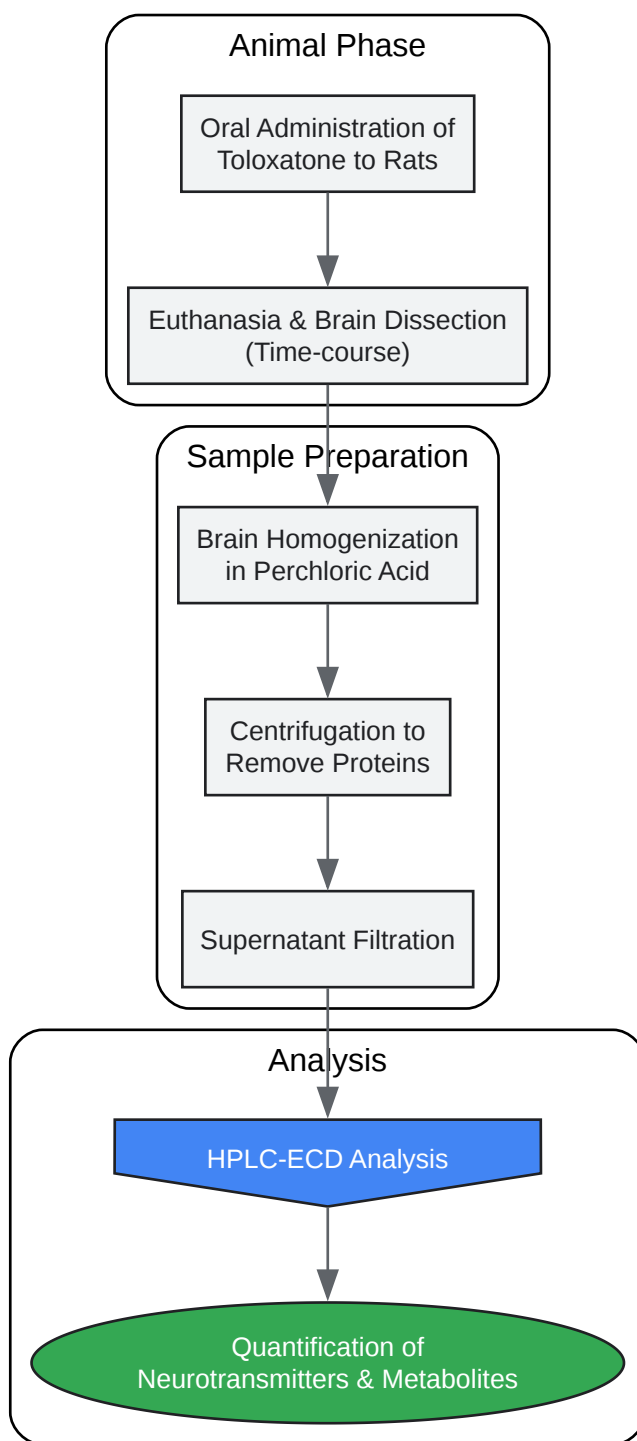 Animal Phase
Oral Administration of
Toloxatone to Rats
Euthanasia & Brain Dissection
(Time-course)
Sample Preparation
Brain Homogenization
in Perchloric Acid
Centrifugation to
Remove Proteins
Supernatant Filtration
Analysis
HPLC-ECD Analysis
Quantification of
Neurotransmitters & Metabolites